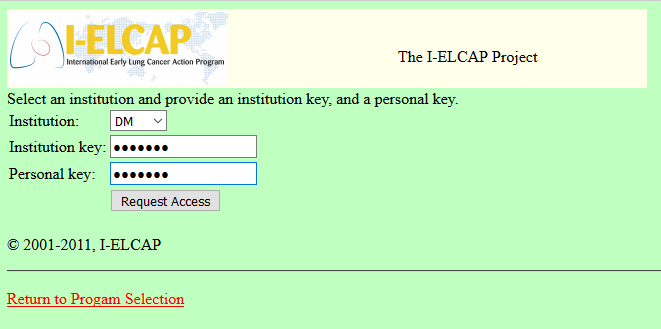 I-ELCAP
International Early Lung Cancer Action Program
The I-ELCAP Project
Select an institution and provide an institution key, and a personal key.
Institution: DM
Institution key: •••••••
Personal key: •••••••
Request Access
© 2001-2011, I-ELCAP
Return to Progam Selection